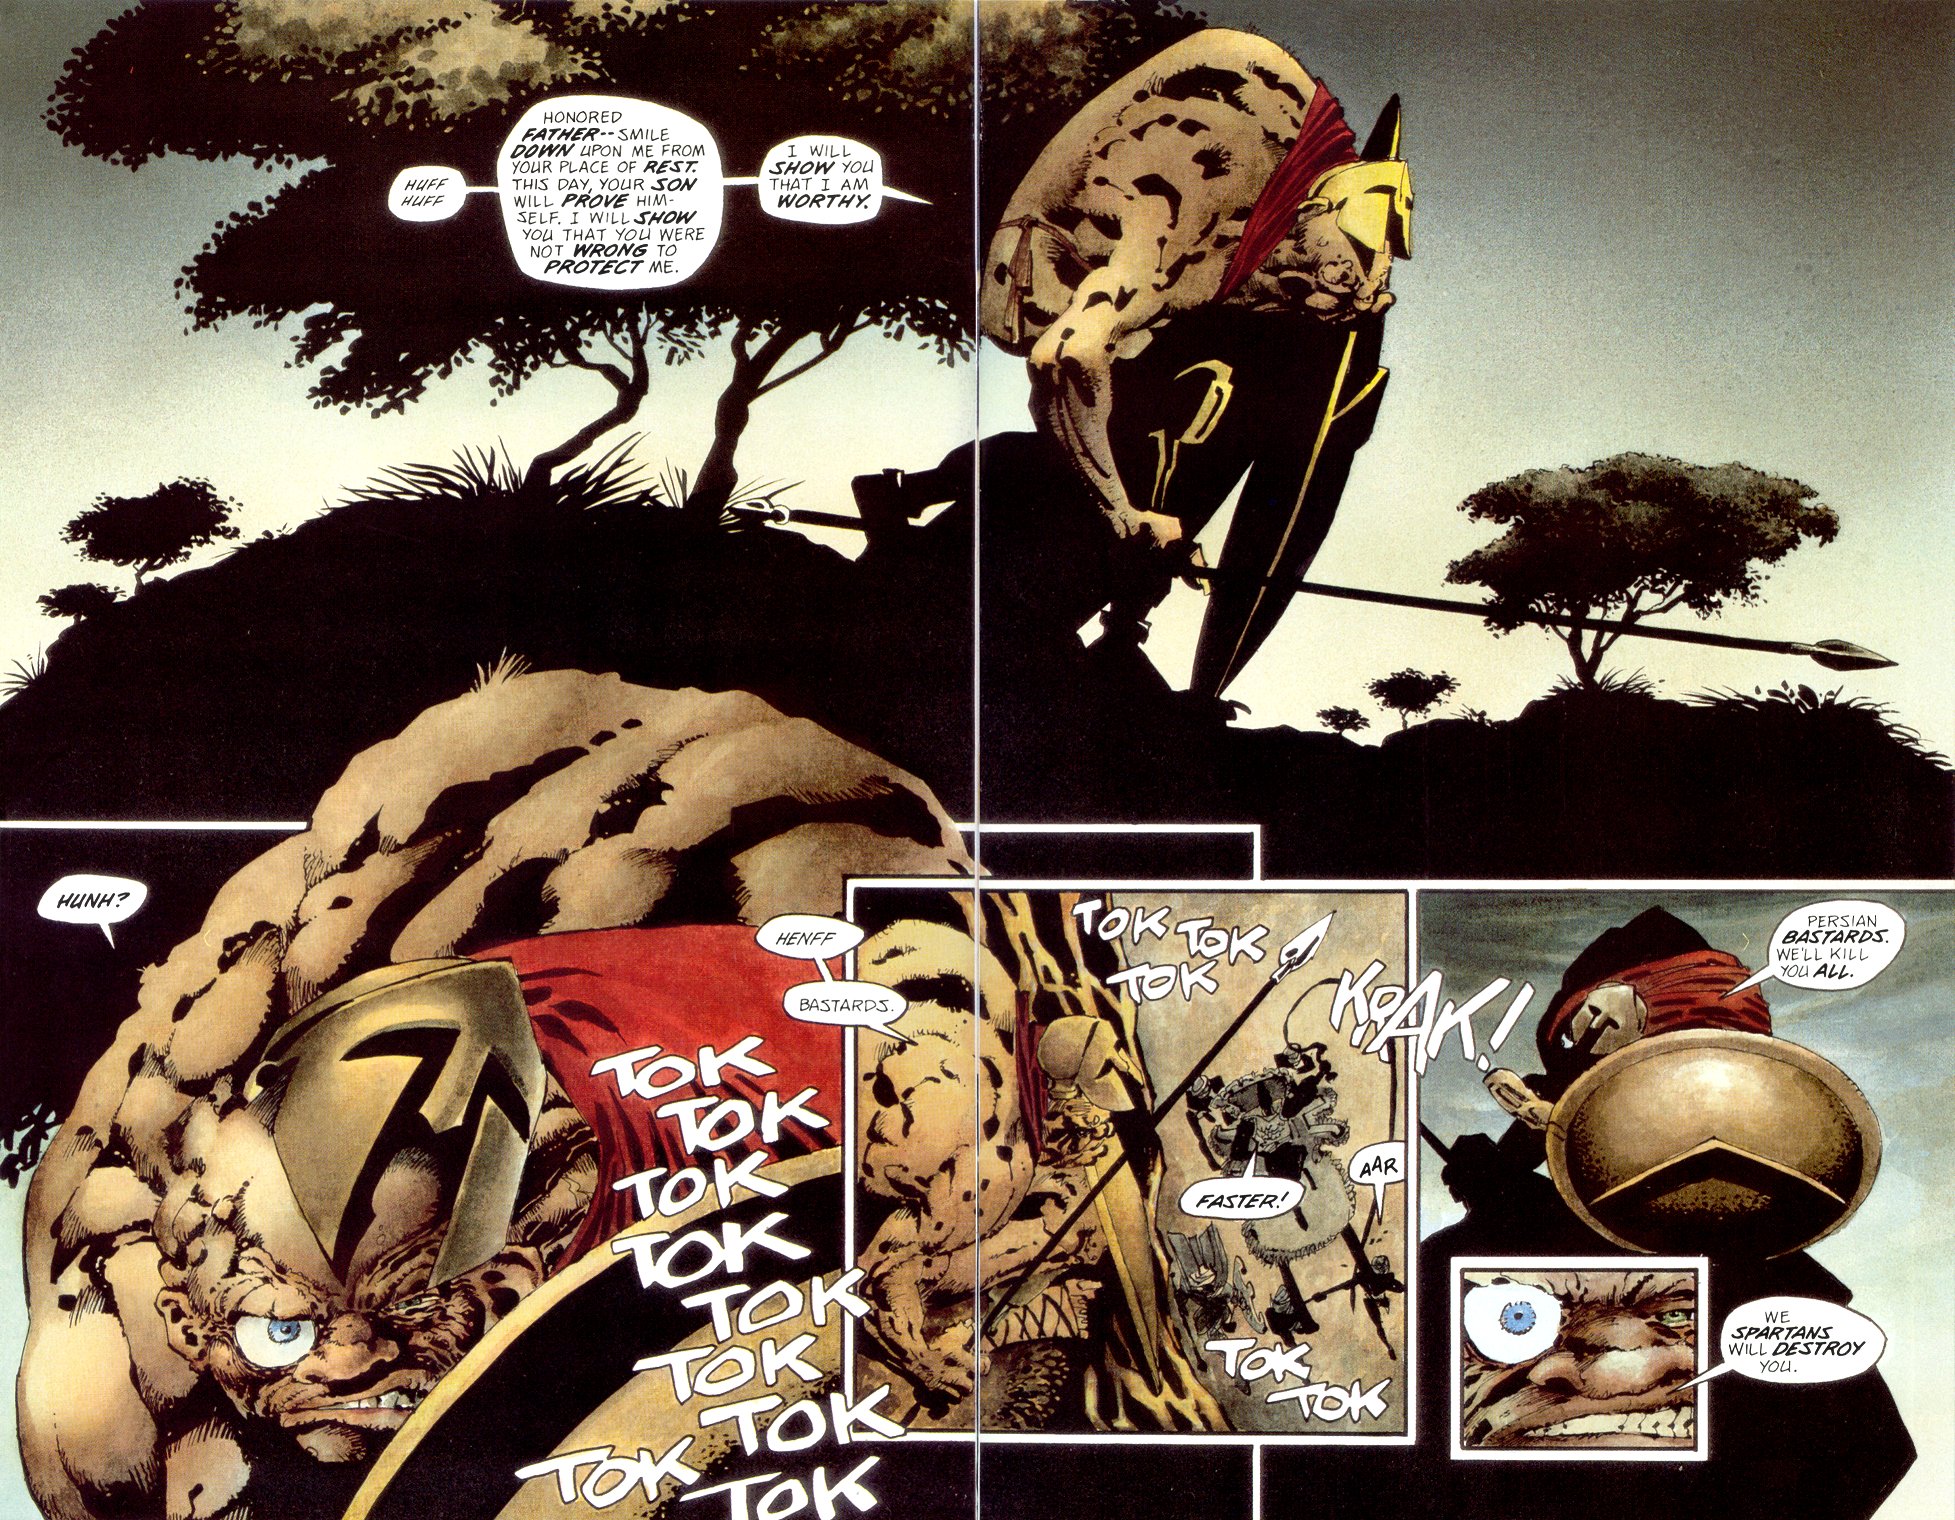 HUFF
HUFF
HONORED
FATHER--SMILE
DOWN UPON ME FROM
YOUR PLACE OF REST.
THIS DAY, YOUR SON
WILL PROVE HIM-
SELF. I WILL SHOW
YOU THAT YOU WERE
NOT WRONG TO
PROTECT ME.
I WILL
SHOW YOU
THAT I AM
WORTHY.
HUNH?
TOK
TOK
TOK
TOK
TOK
TOK
TOK
TOK
TOK
HENFF
BASTARDS.
TOK
TOK
TOK
FASTER!
AAR
TOK
TOK
KRAK!
PERSIAN
BASTARDS.
WE'LL KILL
YOU ALL.
WE
SPARTANS
WILL DESTROY
YOU.